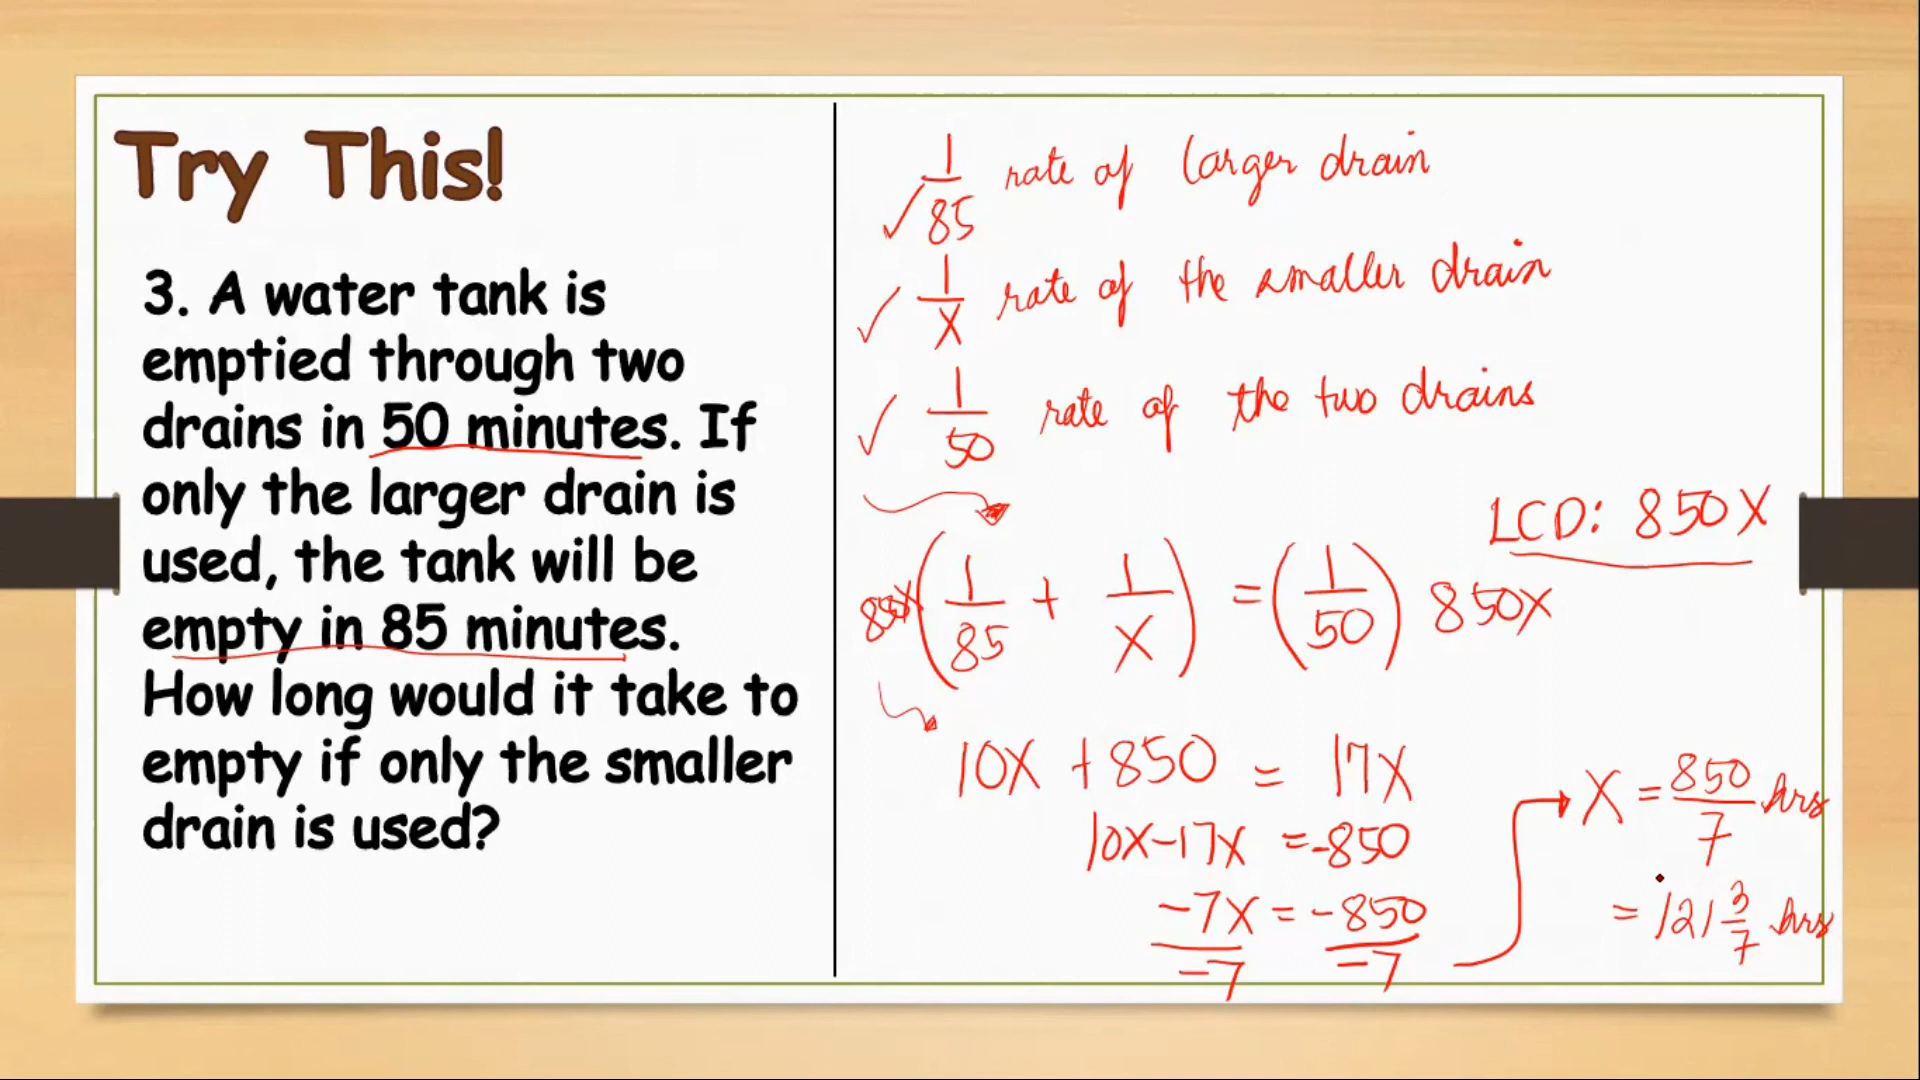 Try This!
3. A water tank is
emptied through two
drains in 50 minutes. If
only the larger drain is
used, the tank will be
empty in 85 minutes.
How long would it take to
empty if only the smaller
drain is used?
1/85 rate of larger drain
1/X rate of the smaller drain
1/50 rate of the two drains
LCD: 850X
(1/85 + 1/X) = (1/50) 850X
10X + 850 = 17X
10X-17X = -850
-7X = -850
-7 -7
X = 850/7 hrs
= 121 3/7 hrs